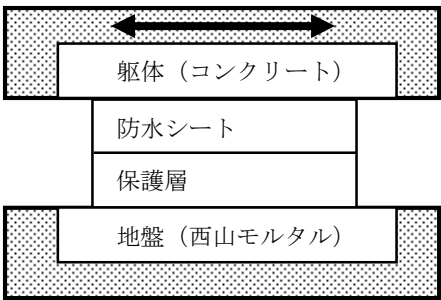 躯体（コンクリート）
防水シート
保護層
地盤（西山モルタル）